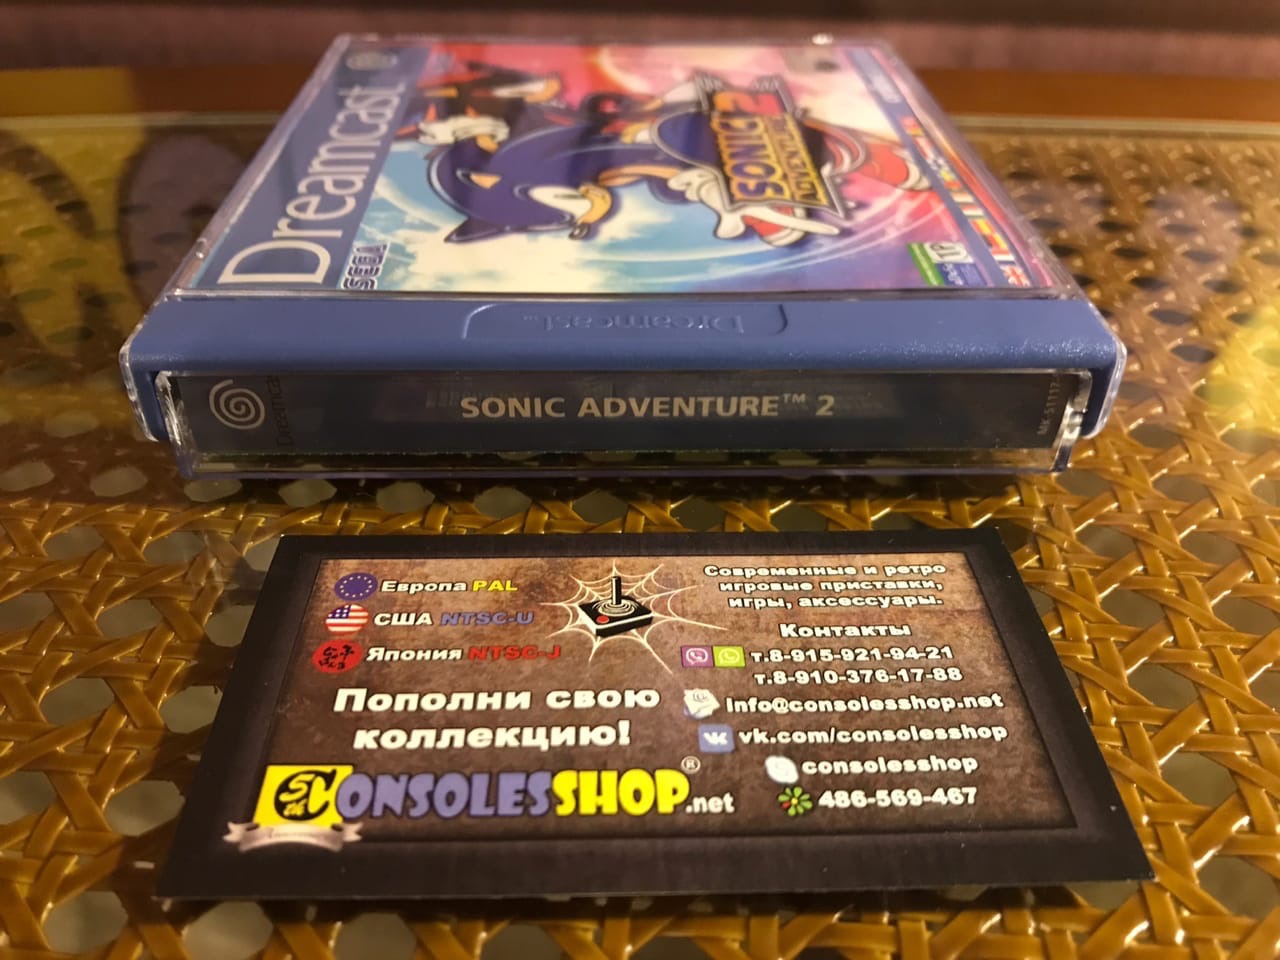 Dreamcast
SEGA
SONIC
ADVENTURE
2
Dreamcast
SONIC ADVENTURE™ 2
Европа PAL
США NTSC-U
Япония NTSC-J
Пополни свою
коллекцию!
CONSOLESSHOP®.net
Современные и ретро
игровые приставки,
игры, аксессуары.
Контакты
т.8-915-921-94-21
т.8-910-376-17-88
info@consolesshop.net
vk.com/consolesshop
consolesshop
486-569-467